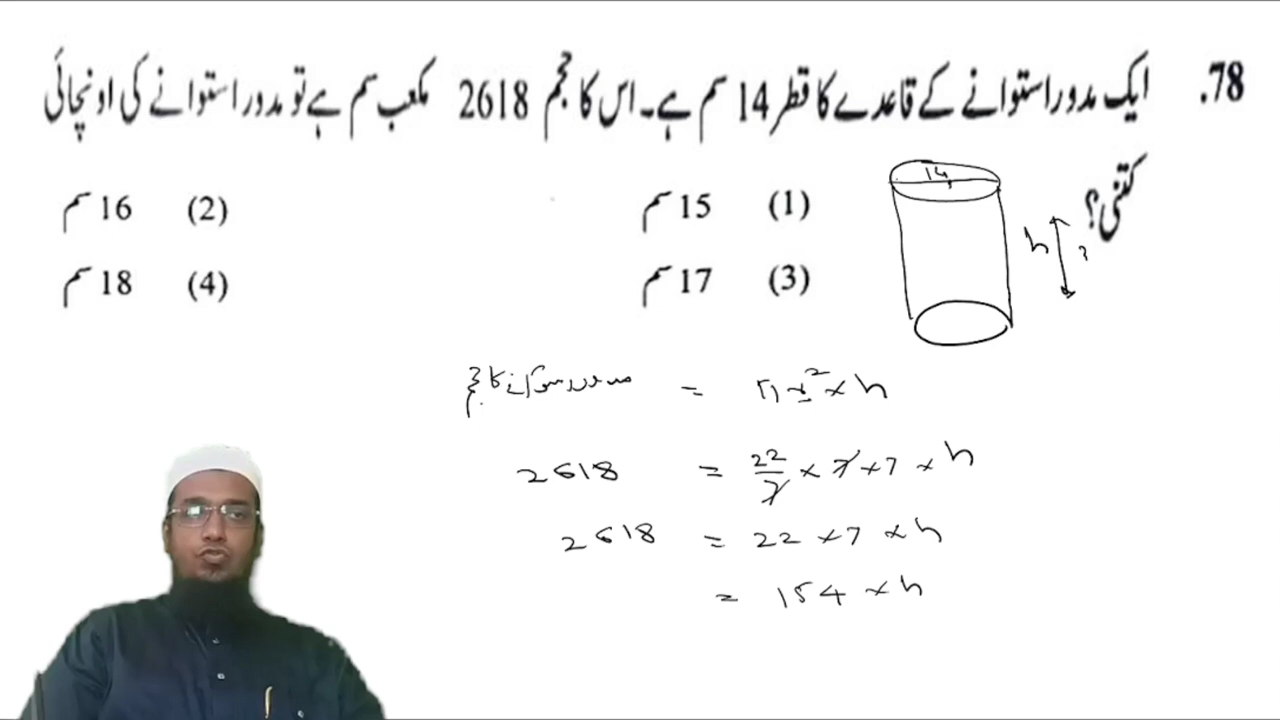 78. ایک مدور استوانے کے قاعدے کا قطر 14 سم ہے۔ اس کا حجم 2618 مکعب سم ہے تو مدور استوانے کی اونچائی
کتنی؟
(1) 15 سم (2) 16 سم
(3) 17 سم (4) 18 سم
14
h ?
مدور استوانے کا حجم = πr² × h
2618 = 22/7 × 7 × 7 × h
2618 = 22 × 7 × h
= 154 × h